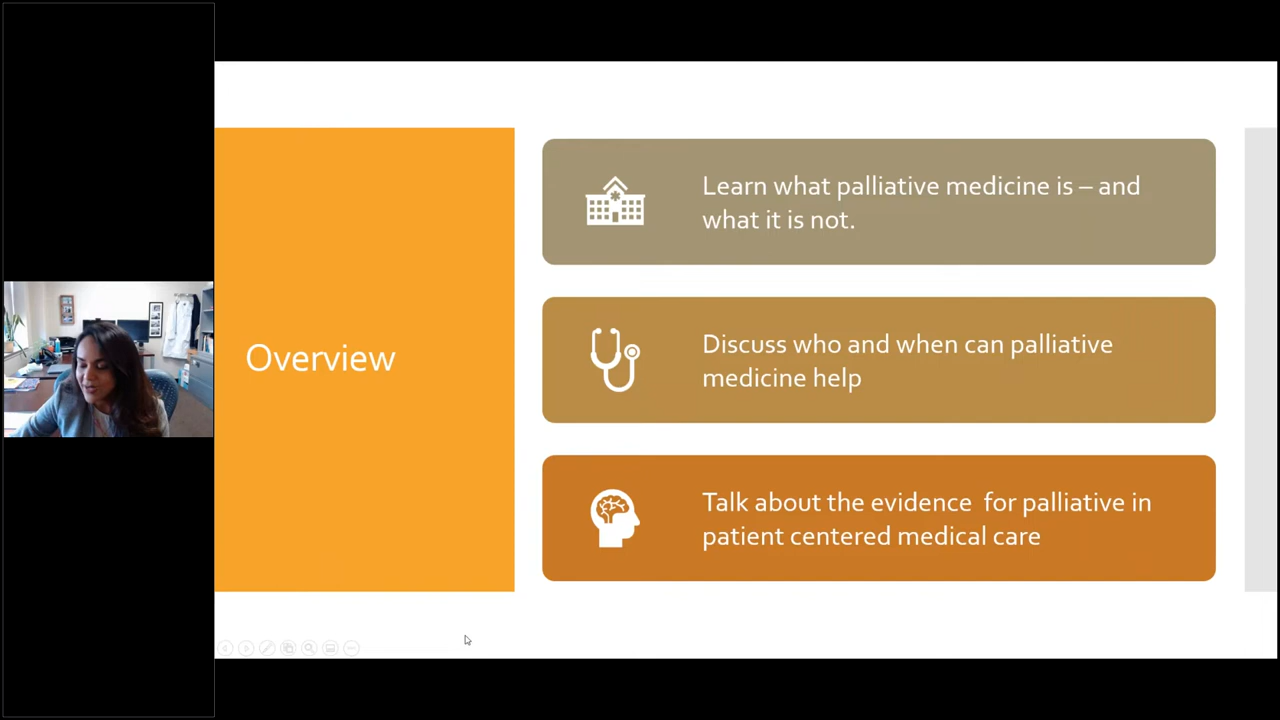 Overview
Learn what palliative medicine is – and
what it is not.
Discuss who and when can palliative
medicine help
Talk about the evidence  for palliative in
patient centered medical care